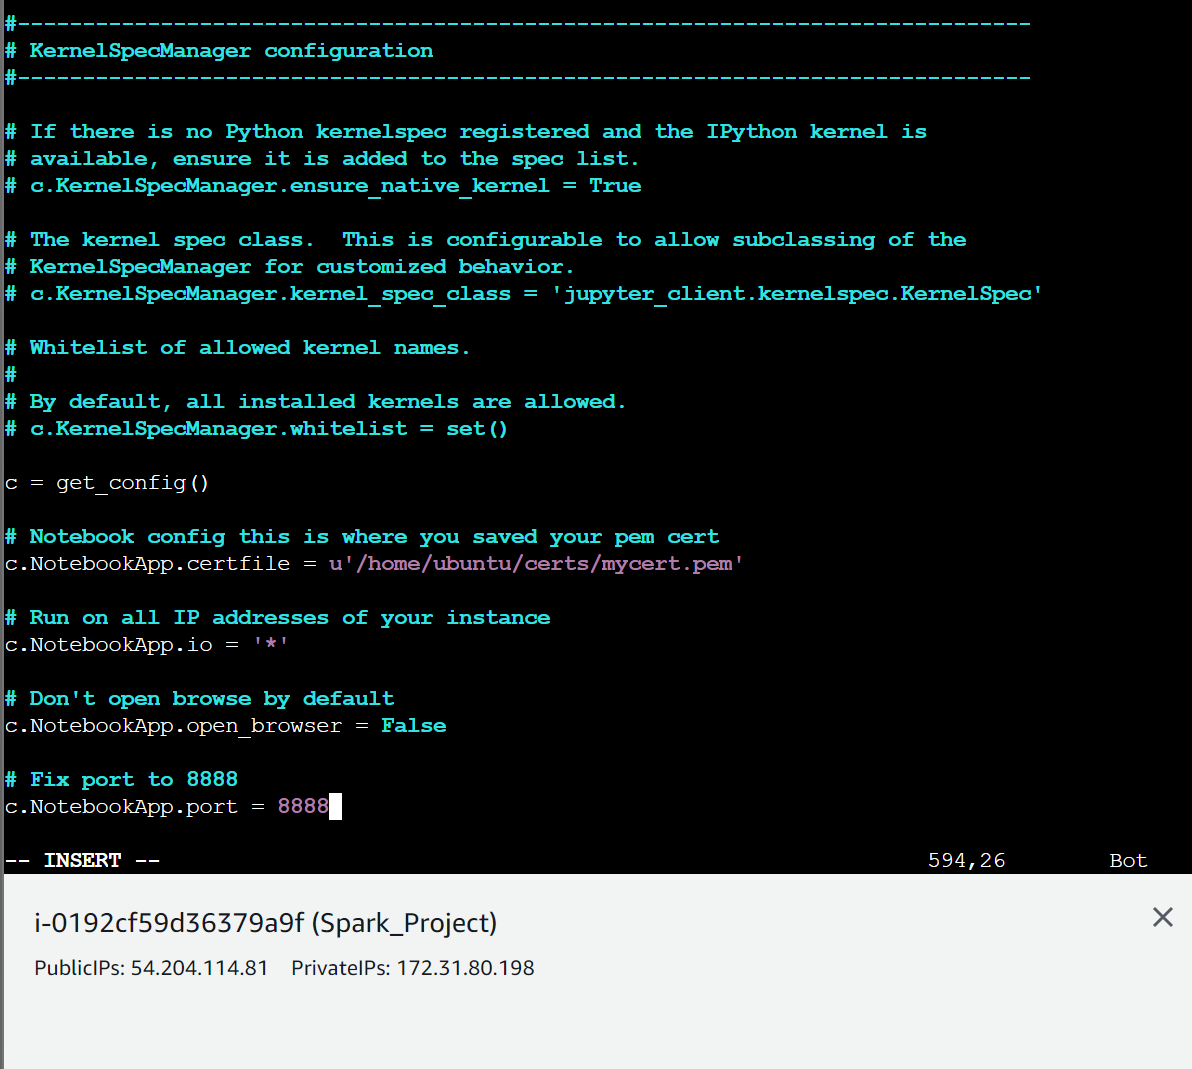 #------------------------------------------------------------------------------
# KernelSpecManager configuration
#------------------------------------------------------------------------------
# If there is no Python kernelspec registered and the IPython kernel is
# available, ensure it is added to the spec list.
# c.KernelSpecManager.ensure_native_kernel = True
# The kernel spec class.  This is configurable to allow subclassing of the
# KernelSpecManager for customized behavior.
# c.KernelSpecManager.kernel_spec_class = 'jupyter_client.kernelspec.KernelSpec'
# Whitelist of allowed kernel names.
#
# By default, all installed kernels are allowed.
# c.KernelSpecManager.whitelist = set()
c = get_config()
# Notebook config this is where you saved your pem cert
c.NotebookApp.certfile = u'/home/ubuntu/certs/mycert.pem'
# Run on all IP addresses of your instance
c.NotebookApp.io = '*'
# Don't open browse by default
c.NotebookApp.open_browser = False
# Fix port to 8888
c.NotebookApp.port = 8888
-- INSERT -- 594,26 Bot
i-0192cf59d36379a9f (Spark_Project)
PublicIPs: 54.204.114.81 PrivateIPs: 172.31.80.198